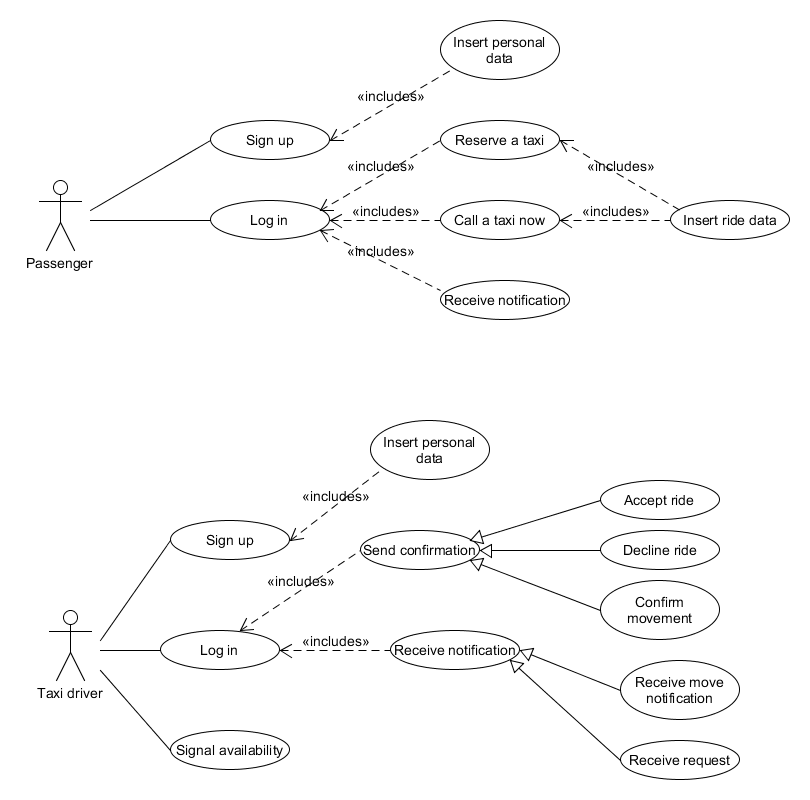 Insert personal
data
«includes»
Sign up
Reserve a taxi
«includes»
«includes»
Log in
«includes»
Call a taxi now
«includes»
Insert ride data
«includes»
Passenger
Receive notification
Insert personal
data
«includes»
Accept ride
Sign up
Send confirmation
Decline ride
«includes»
Confirm
movement
Log in
«includes»
Receive notification
Taxi driver
Receive move
notification
Signal availability
Receive request